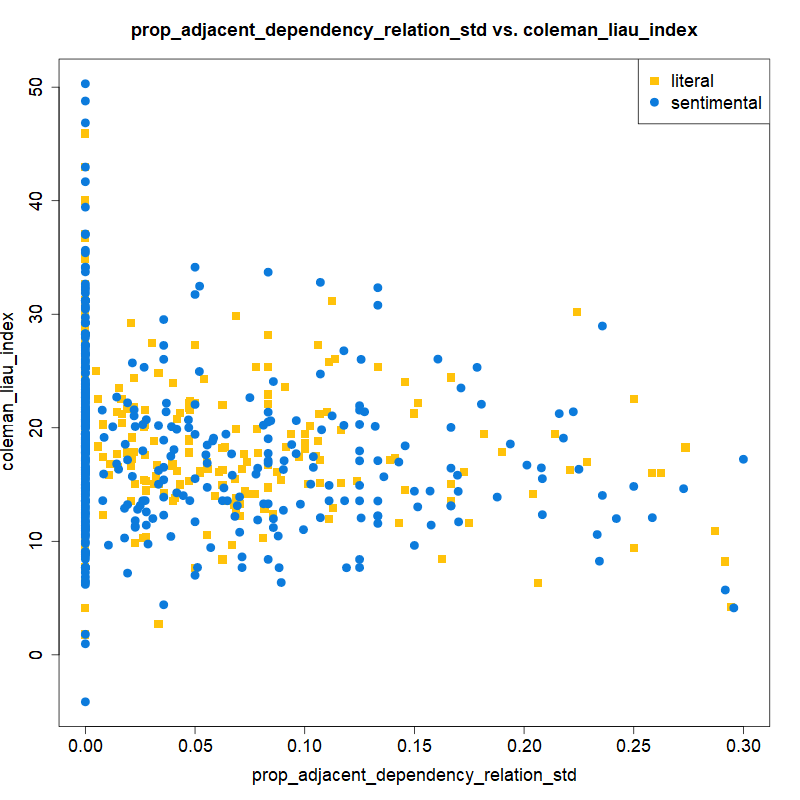 prop_adjacent_dependency_relation_std vs. coleman_liau_index
literal
sentimental
coleman_liau_index
50
40
30
20
10
0
0.00 0.05 0.10 0.15 0.20 0.25 0.30
prop_adjacent_dependency_relation_std